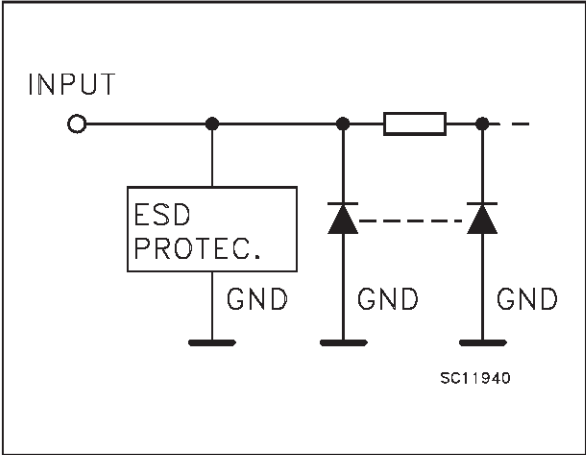 INPUT
ESD
PROTEC.
GND
GND
GND
SC11940